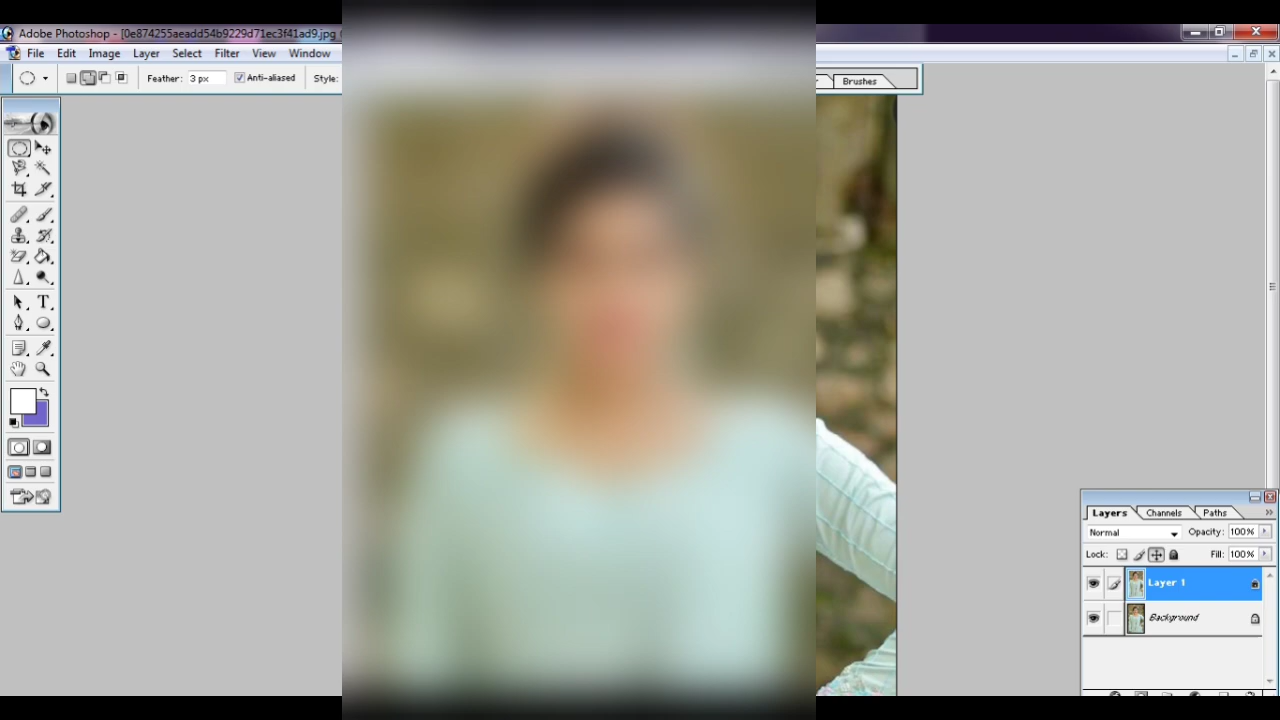 Adobe Photoshop - [0e874255aeadd54b9229d71ec3f41ad9.jpg
File Edit Image Layer Select Filter View Window
Feather: 3 px Anti-aliased Style:
Brushes
Layers Channels Paths
Normal Opacity: 100%
Lock: Fill: 100%
Layer 1
Background